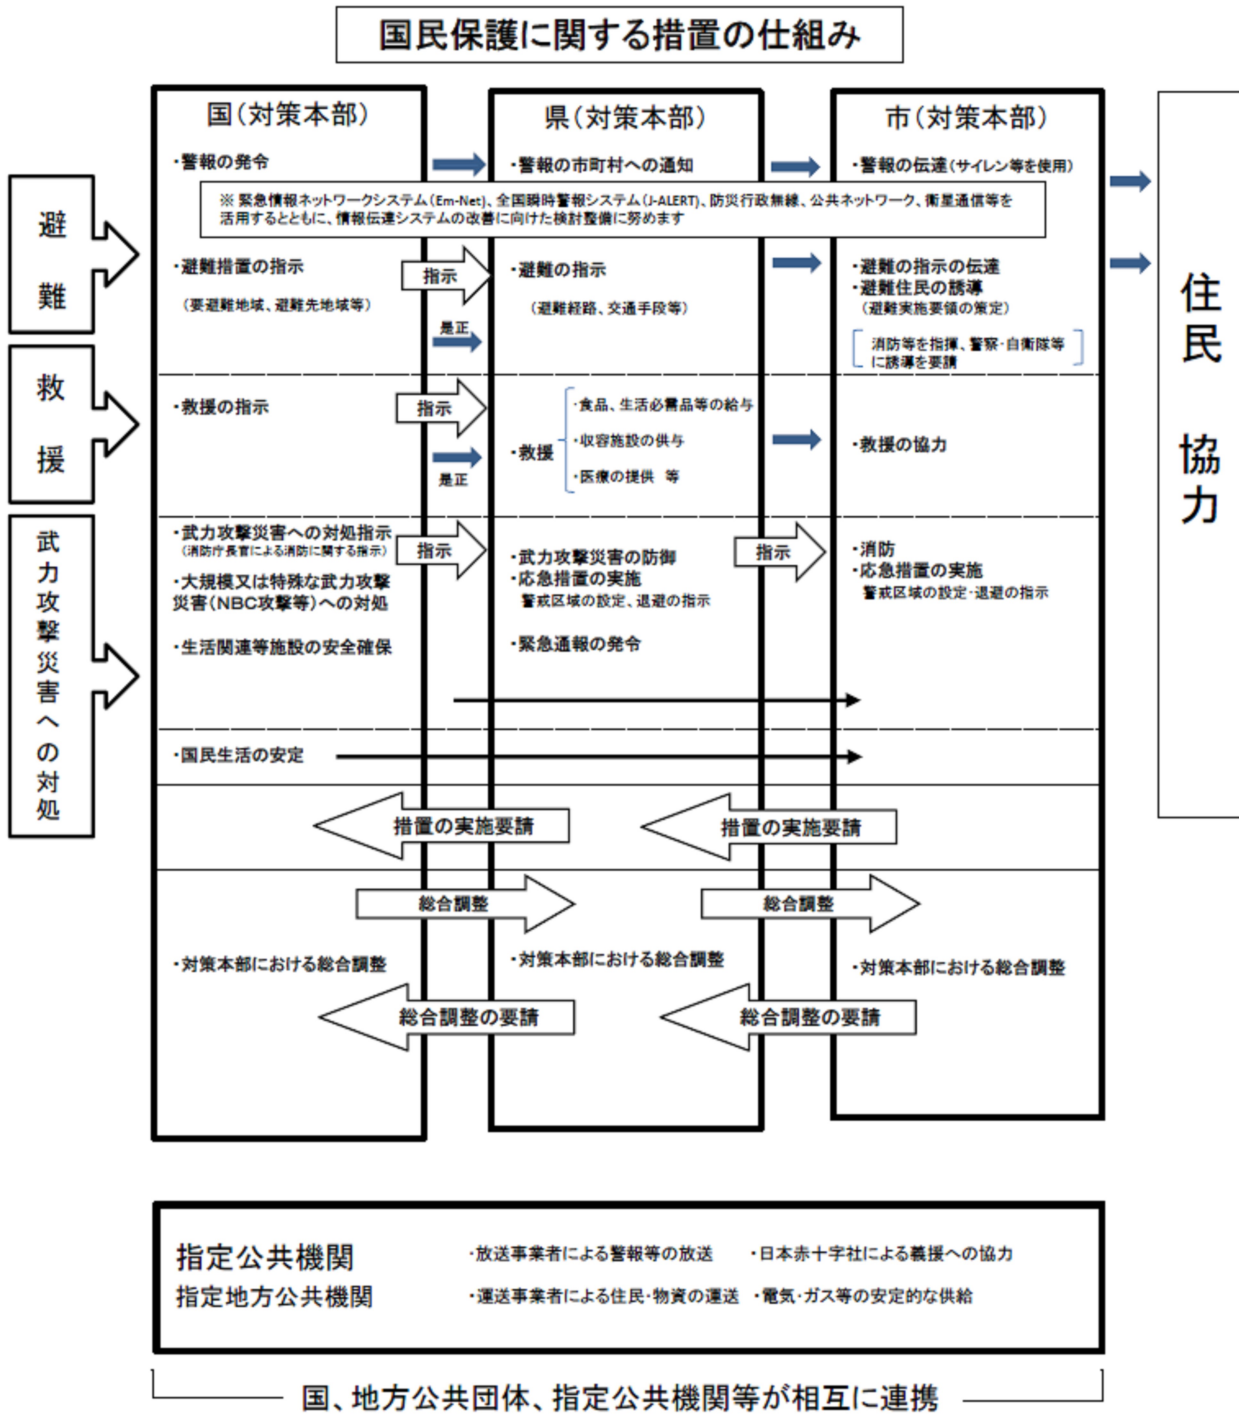 国民保護に関する措置の仕組み
国(対策本部)
県(対策本部)
市(対策本部)
・警報の発令
・警報の市町村への通知
・警報の伝達(サイレン等を使用)
※ 緊急情報ネットワークシステム(Em-Net)、全国瞬時警報システム(J-ALERT)、防災行政無線、公共ネットワーク、衛星通信等を
活用するとともに、情報伝達システムの改善に向けた検討整備に努めます
避難
・避難措置の指示
(要避難地域、避難先地域等)
指示
是正
・避難の指示
(避難経路、交通手段等)
・避難の指示の伝達
・避難住民の誘導
(避難実施要領の策定)
消防等を指揮、警察・自衛隊等
に誘導を要請
救援
・救援の指示
指示
是正
・救援
・食品、生活必需品等の給与
・収容施設の供与
・医療の提供 等
・救援の協力
武力攻撃災害への対処
・武力攻撃災害への対処指示
(消防庁長官による消防に関する指示)
・大規模又は特殊な武力攻撃
災害(NBC攻撃等)への対処
・生活関連等施設の安全確保
指示
・武力攻撃災害の防御
・応急措置の実施
警戒区域の設定、退避の指示
・緊急通報の発令
指示
・消防
・応急措置の実施
警戒区域の設定・退避の指示
・国民生活の安定
措置の実施要請
措置の実施要請
総合調整
総合調整
・対策本部における総合調整
・対策本部における総合調整
・対策本部における総合調整
総合調整の要請
総合調整の要請
住民 協力
指定公共機関
指定地方公共機関
・放送事業者による警報等の放送
・日本赤十字社による義援への協力
・運送事業者による住民・物資の運送
・電気・ガス等の安定的な供給
国、地方公共団体、指定公共機関等が相互に連携